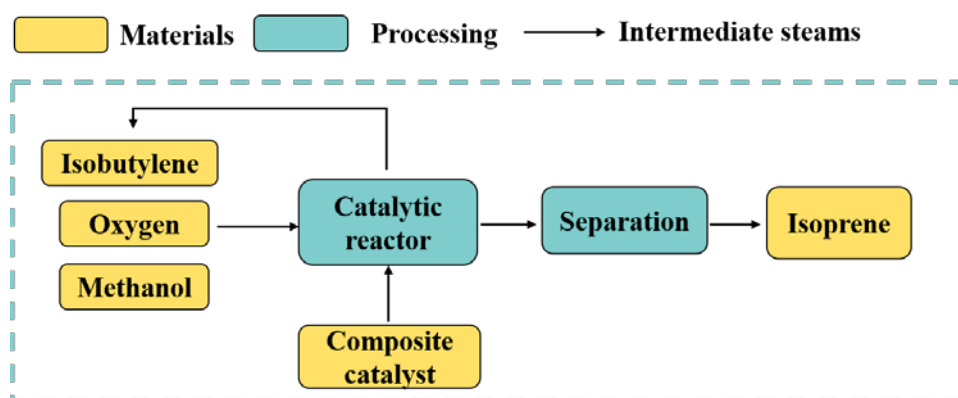 Materials
Processing
Intermediate steams
Isobutylene
Oxygen
Methanol
Catalytic
reactor
Separation
Isoprene
Composite
catalyst